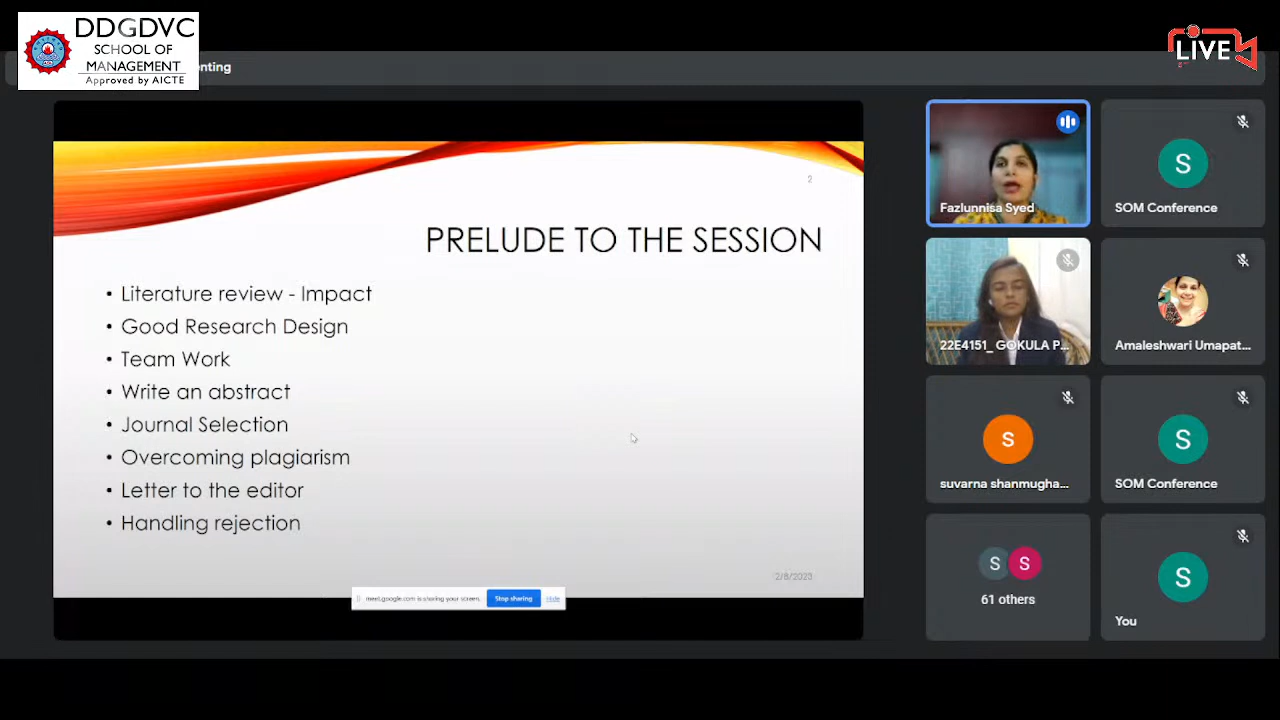 DDGDVC
SCHOOL OF
MANAGEMENT
Approved by AICTE
LIVE
2
PRELUDE TO THE SESSION
• Literature review - Impact
• Good Research Design
• Team Work
• Write an abstract
• Journal Selection
• Overcoming plagiarism
• Letter to the editor
• Handling rejection
2/8/2023
meet.google.com is sharing your screen.
Stop sharing
Hide
Fazlunnisa Syed
SOM Conference
22E4151_ GOKULA P...
Amaleshwari Umapat...
S
S
suvarna shanmugha...
S
SOM Conference
S
S
61 others
S
You